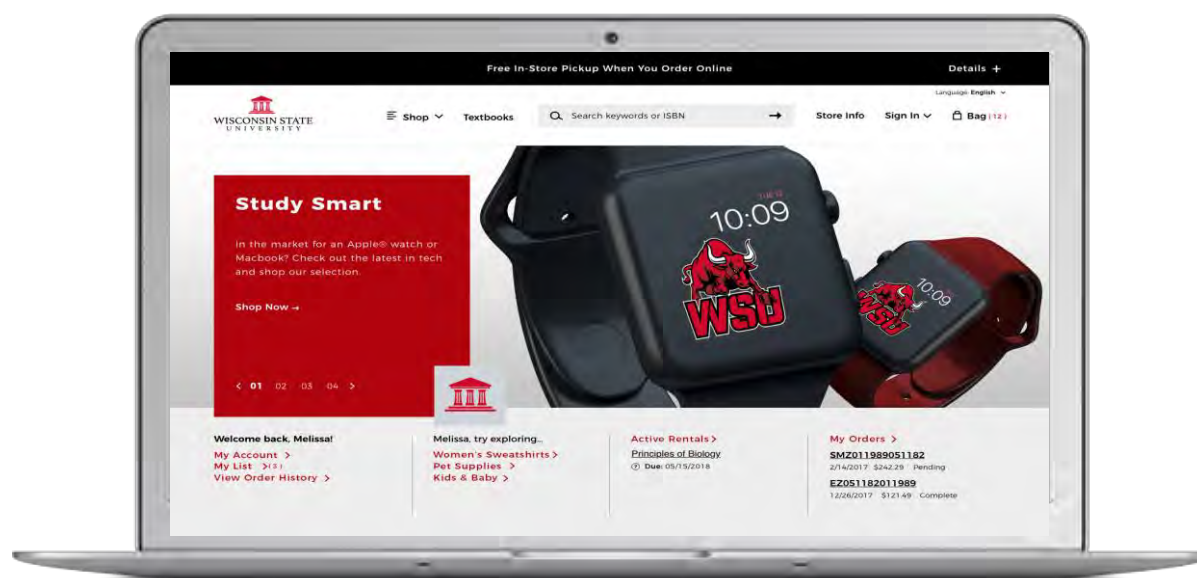 Free In-Store Pickup When You Order Online
Details +
Language: English
WISCONSIN STATE
UNIVERSITY
Shop
Textbooks
Search keywords or ISBN
Store Info
Sign In
Bag (12)
Study Smart
in the market for an Apple® watch or
Macbook? Check out the latest in tech
and shop our selection.
Shop Now →
< 01 02 03 04 >
10:09
WSU
10:09
WSU
Welcome back, Melissa!
My Account >
My List >(3)
View Order History >
Melissa, try exploring...
Women's Sweatshirts >
Pet Supplies >
Kids & Baby >
Active Rentals >
Principles of Biology
Due: 05/15/2018
My Orders >
SMZ011989051182
2/14/2017 $242.29 Pending
EZ051182011989
12/26/2017 $121.49 Complete